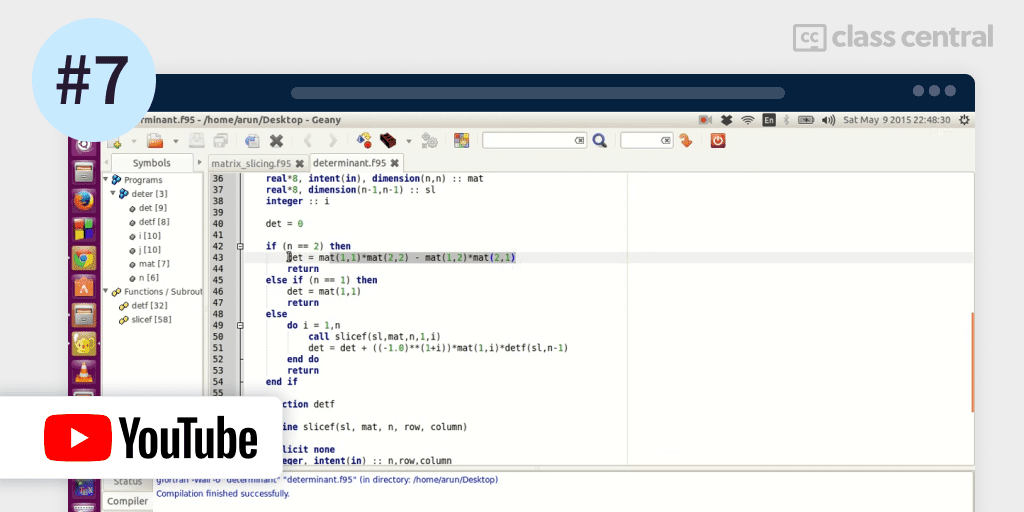 #7
class central
determinant.f95 - /home/arun/Desktop - Geany
En
Sat May 9 2015 22:48:30
Symbols
matrix_slicing.f95
determinant.f95
Programs
deter [3]
det [9]
detf [8]
i [10]
j [10]
mat [7]
n [6]
Functions / Subrout
detf [32]
slicef [58]
36 real*8, intent(in), dimension(n,n) :: mat
37 real*8, dimension(n-1,n-1) :: sl
38 integer :: i
39
40 det = 0
41
42 if (n == 2) then
43 det = mat(1,1)*mat(2,2) - mat(1,2)*mat(2,1)
44 return
45 else if (n == 1) then
46 det = mat(1,1)
47 return
48 else
49 do i = 1,n
50 call slicef(sl,mat,n,1,i)
51 det = det + ((-1.0)**(1+i))*mat(1,i)*detf(sl,n-1)
52 end do
53 return
54 end if
55
ction detf
ine slicef(sl, mat, n, row, column)
licit none
eger, intent(in) :: n,row,column
YouTube
Status
gfortran -Wall -o "determinant" "determinant.f95" (in directory: /home/arun/Desktop)
Compilation finished successfully.
Compiler